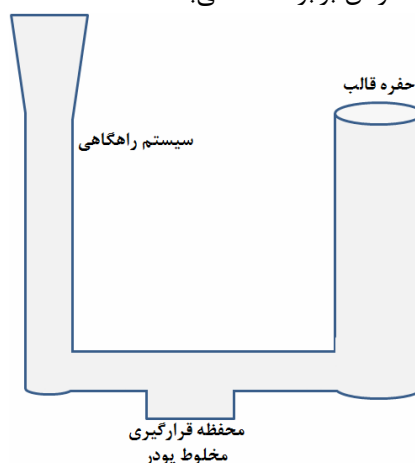 حفره قالب
سیستم راهگاهی
محفظه قرارگیری
مخلوط پودر